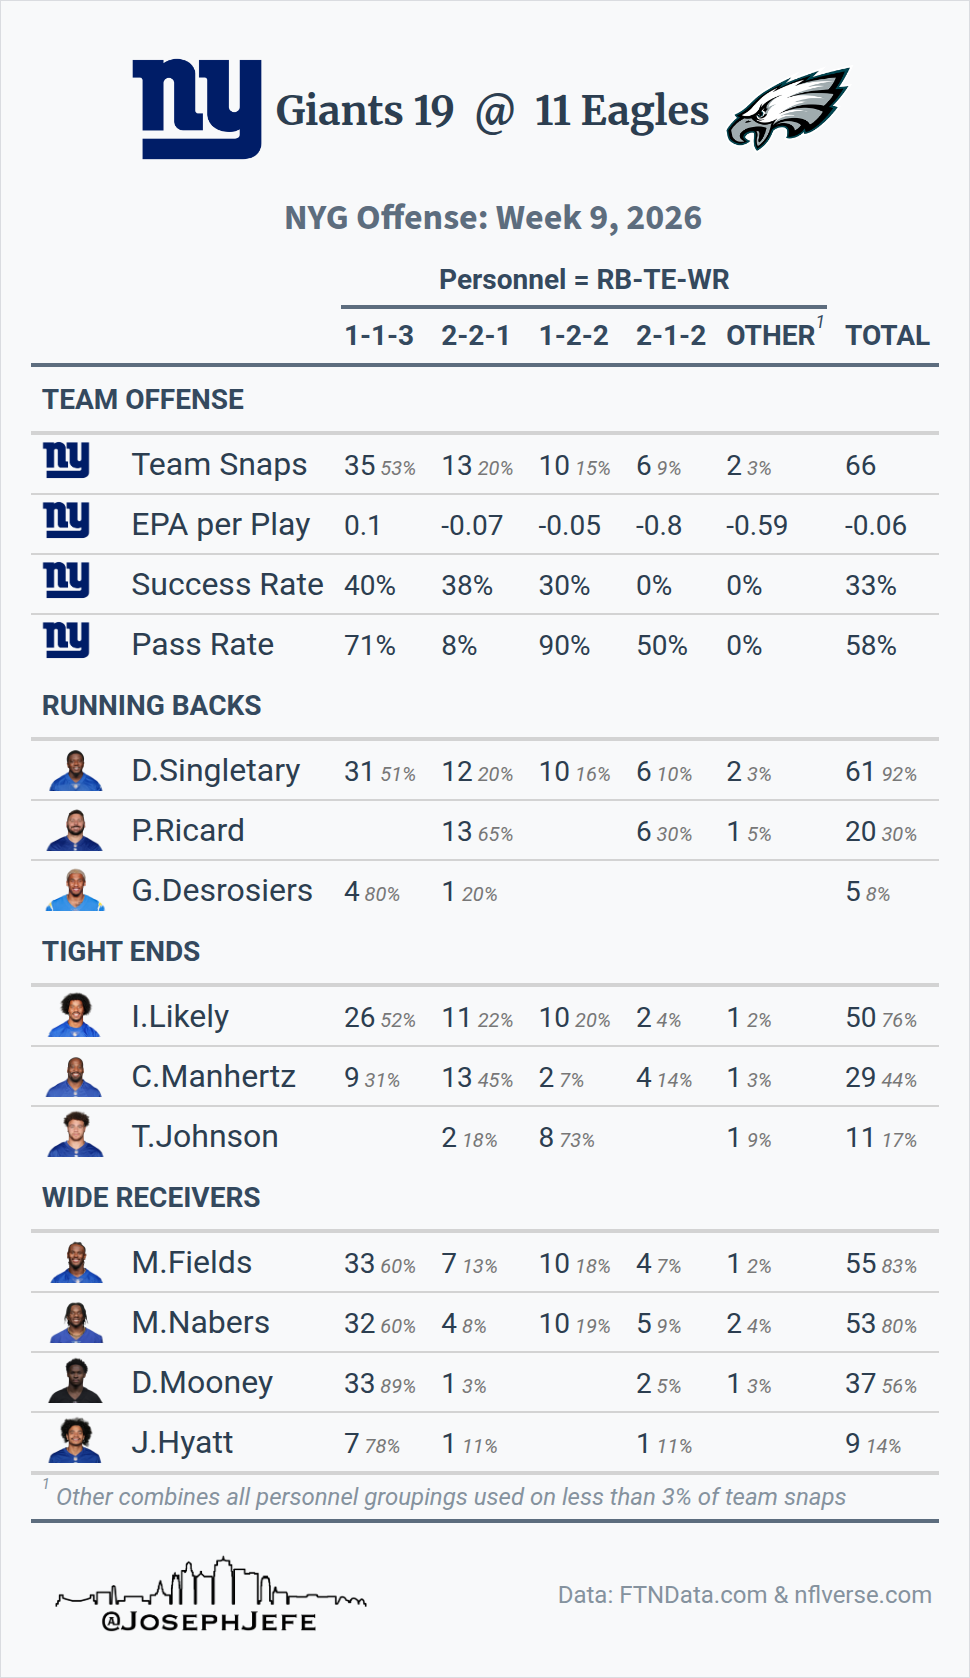 ny Giants 19 @ 11 Eagles
NYG Offense: Week 9, 2026
Personnel = RB-TE-WR
1-1-3 2-2-1 1-2-2 2-1-2 OTHER1 TOTAL
TEAM OFFENSE
ny Team Snaps 35 53% 13 20% 10 15% 6 9% 2 3% 66
ny EPA per Play 0.1 -0.07 -0.05 -0.8 -0.59 -0.06
ny Success Rate 40% 38% 30% 0% 0% 33%
ny Pass Rate 71% 8% 90% 50% 0% 58%
RUNNING BACKS
D.Singletary 31 51% 12 20% 10 16% 6 10% 2 3% 61 92%
P.Ricard 13 65% 6 30% 1 5% 20 30%
G.Desrosiers 4 80% 1 20% 5 8%
TIGHT ENDS
I.Likely 26 52% 11 22% 10 20% 2 4% 1 2% 50 76%
C.Manhertz 9 31% 13 45% 2 7% 4 14% 1 3% 29 44%
T.Johnson 2 18% 8 73% 1 9% 11 17%
WIDE RECEIVERS
M.Fields 33 60% 7 13% 10 18% 4 7% 1 2% 55 83%
M.Nabers 32 60% 4 8% 10 19% 5 9% 2 4% 53 80%
D.Mooney 33 89% 1 3% 2 5% 1 3% 37 56%
J.Hyatt 7 78% 1 11% 1 11% 9 14%
1 Other combines all personnel groupings used on less than 3% of team snaps
@JOSEPHJEFE
Data: FTNData.com & nflverse.com